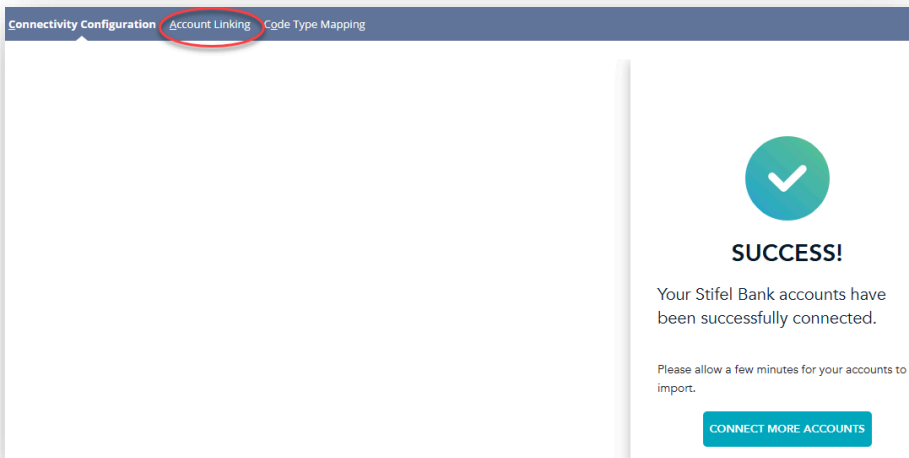 Connectivity Configuration Account Linking Code Type Mapping
SUCCESS!
Your Stifel Bank accounts have
been successfully connected.
Please allow a few minutes for your accounts to
import.
CONNECT MORE ACCOUNTS